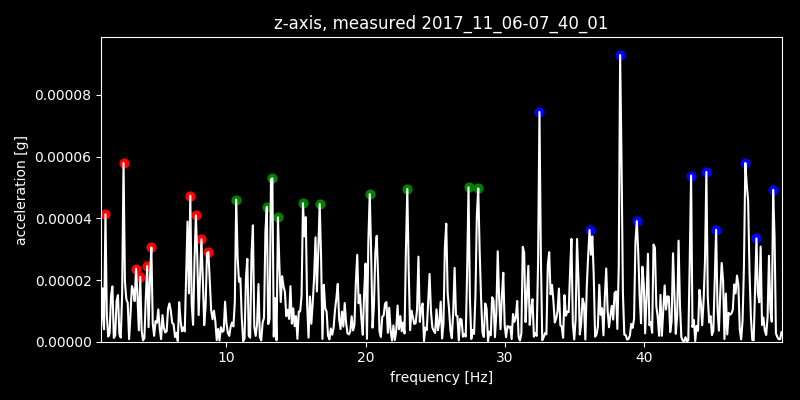 z-axis, measured 2017_11_06-07_40_01
acceleration [g]
0.00008
0.00006
0.00004
0.00002
0.00000
10 20 30 40
frequency [Hz]